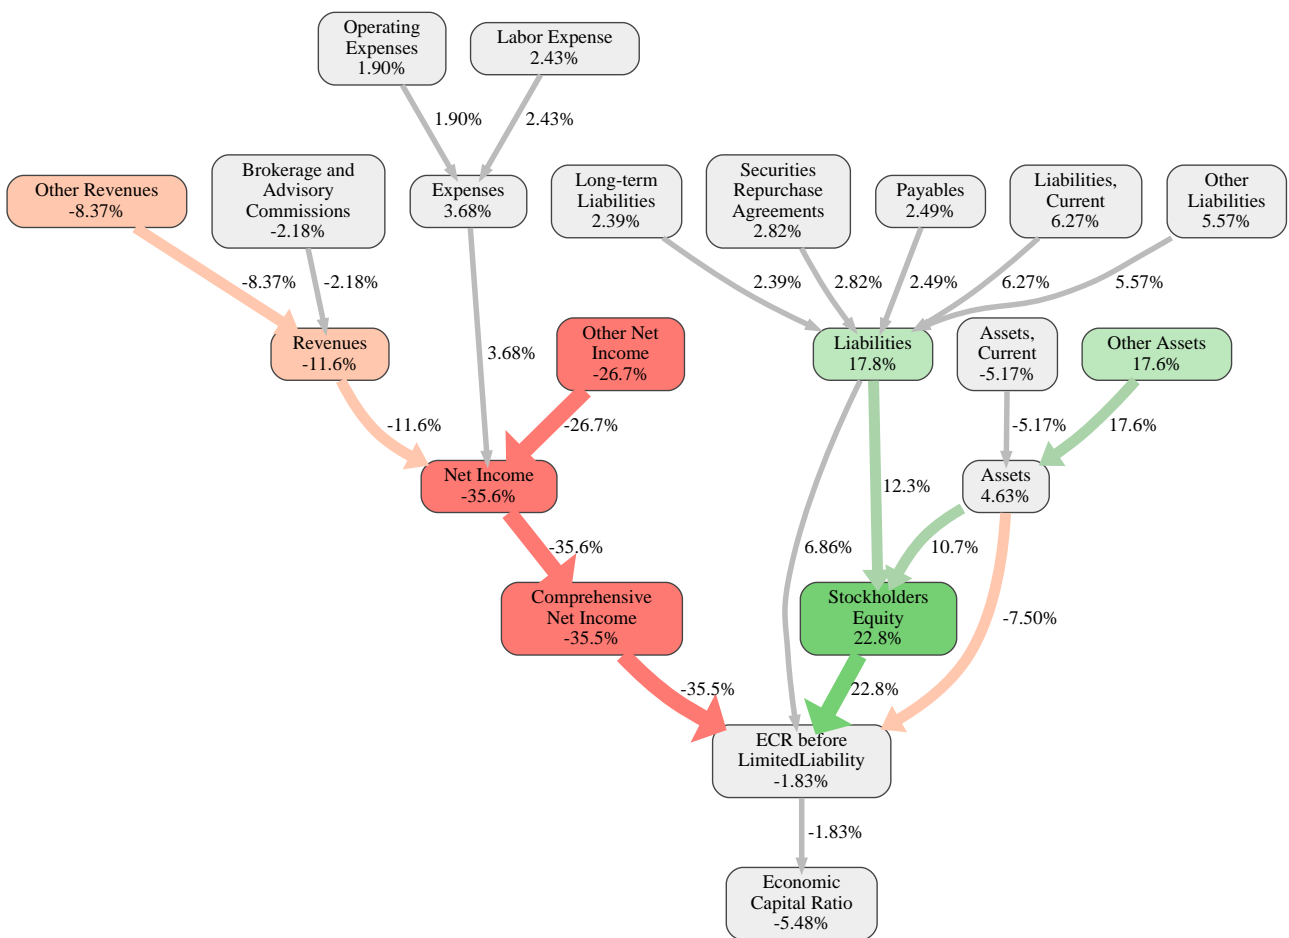 Operating
Expenses
1.90%
Labor Expense
2.43%
1.90%
2.43%
Other Revenues
-8.37%
Brokerage and
Advisory
Commissions
-2.18%
Expenses
3.68%
Long-term
Liabilities
2.39%
Securities
Repurchase
Agreements
2.82%
Payables
2.49%
Liabilities,
Current
6.27%
Other
Liabilities
5.57%
-8.37%
-2.18%
2.39%
2.82%
2.49%
6.27%
5.57%
Revenues
-11.6%
3.68%
Other Net
Income
-26.7%
Liabilities
17.8%
Assets,
Current
-5.17%
Other Assets
17.6%
-11.6%
-26.7%
-5.17%
17.6%
Net Income
-35.6%
12.3%
Assets
4.63%
-35.6%
6.86%
10.7%
Comprehensive
Net Income
-35.5%
Stockholders
Equity
22.8%
-7.50%
-35.5%
22.8%
ECR before
LimitedLiability
-1.83%
-1.83%
Economic
Capital Ratio
-5.48%